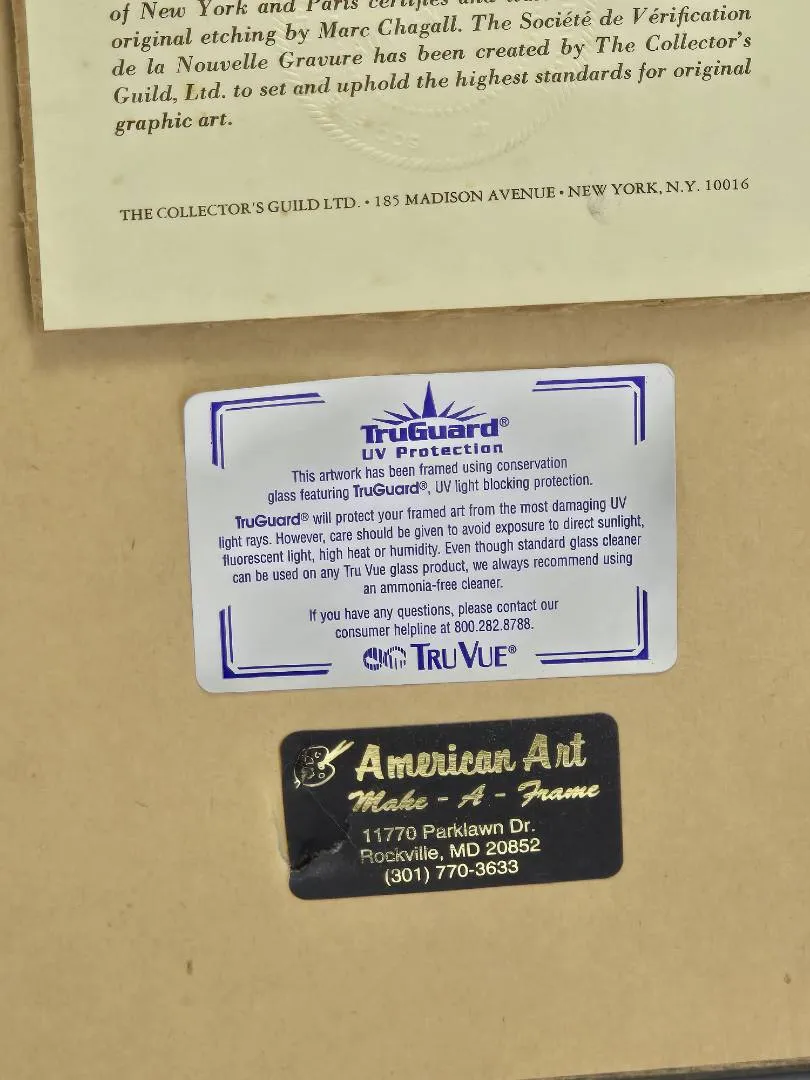 of New York and Paris certifies and
original etching by Marc Chagall. The Société de Vérification
de la Nouvelle Gravure has been created by The Collector's
Guild, Ltd. to set and uphold the highest standards for original
graphic art.
THE COLLECTOR'S GUILD LTD. • 185 MADISON AVENUE • NEW YORK, N.Y. 10016
TruGuard®
UV Protection
This artwork has been framed using conservation
glass featuring TruGuard®, UV light blocking protection.
TruGuard® will protect your framed art from the most damaging UV
light rays. However, care should be given to avoid exposure to direct sunlight,
fluorescent light, high heat or humidity. Even though standard glass cleaner
can be used on any Tru Vue glass product, we always recommend using
an ammonia-free cleaner.
If you have any questions, please contact our
consumer helpline at 800.282.8788.
TRU VUE®
American Art
Make - A - Frame
11770 Parklawn Dr.
Rockville, MD 20852
(301) 770-3633